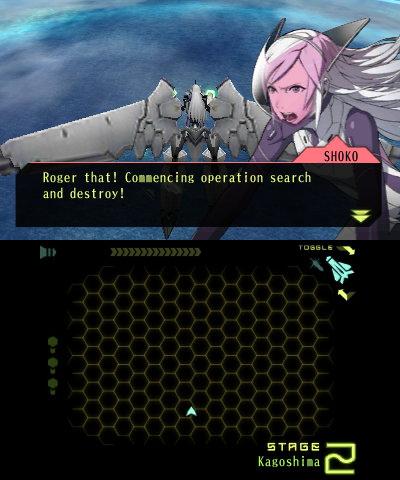 SHOKO
Roger that! Commencing operation search
and destroy!
TOGGLE
STAGE 2
Kagoshima